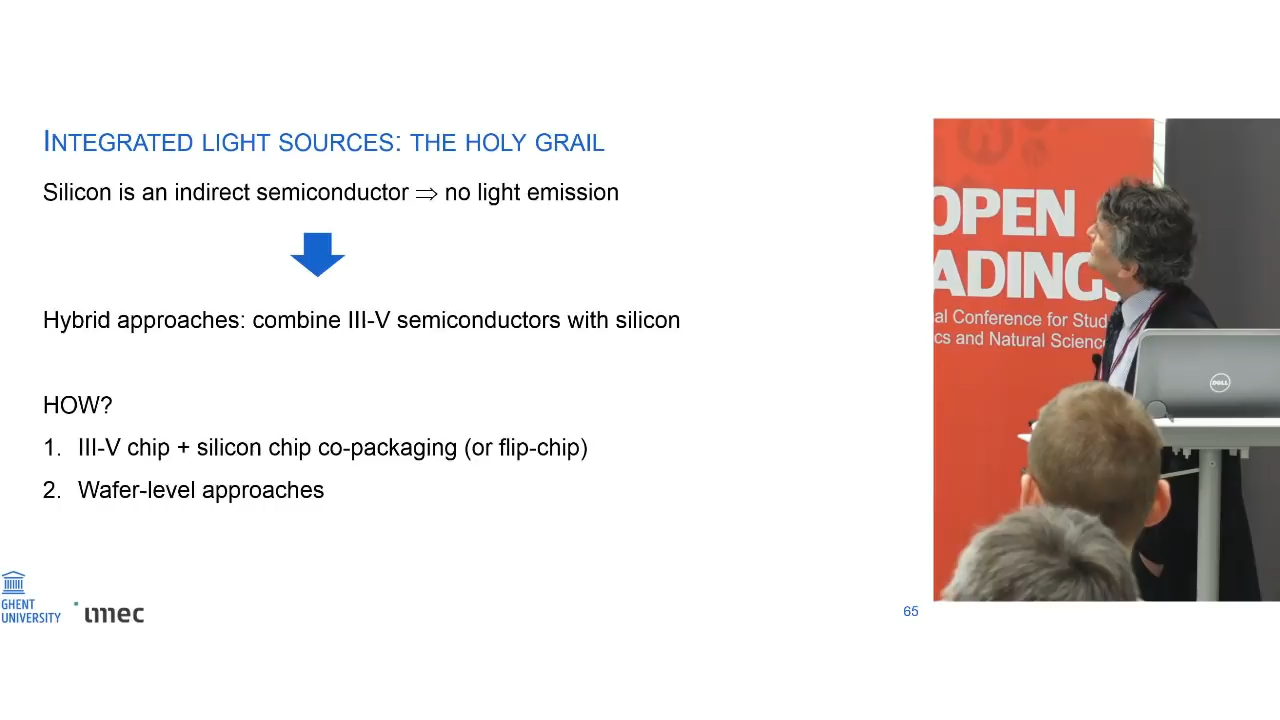 INTEGRATED LIGHT SOURCES: THE HOLY GRAIL
Silicon is an indirect semiconductor ⇒ no light emission
Hybrid approaches: combine III-V semiconductors with silicon
HOW?
1. III-V chip + silicon chip co-packaging (or flip-chip)
2. Wafer-level approaches
GHENT
UNIVERSITY
imec
65
OPEN
ADINGS
al Conference for Stud
cs and Natural Science
DELL